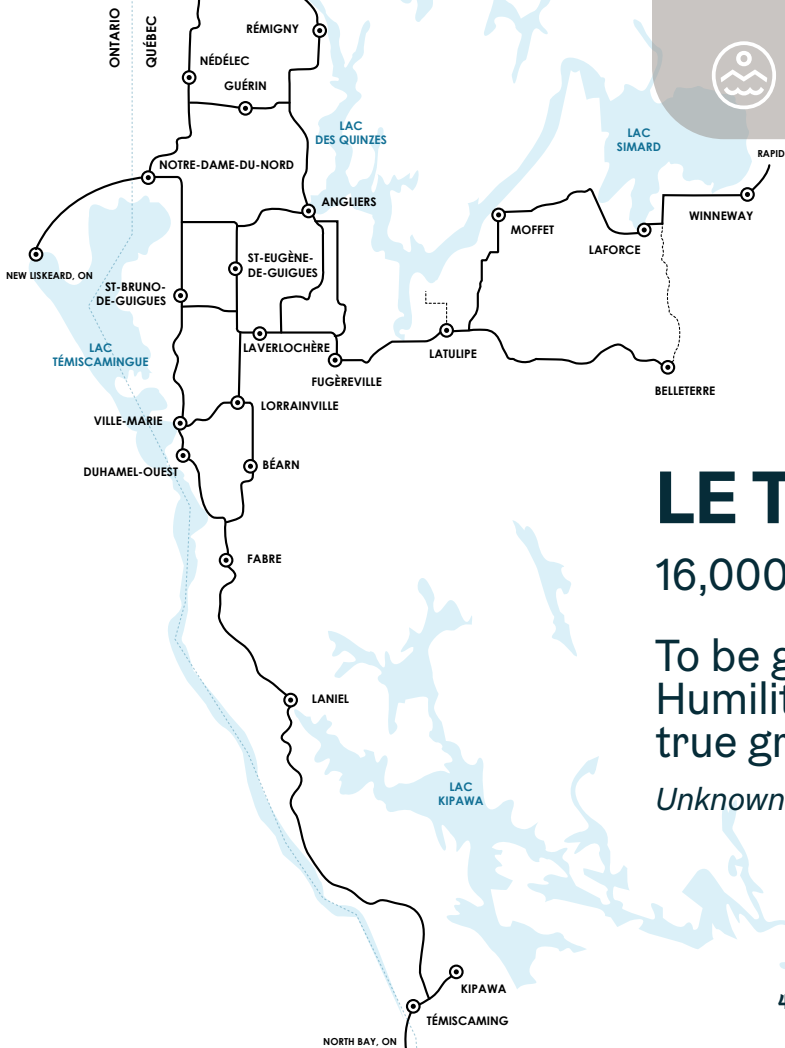 ONTARIO
QUÉBEC
RÉMIGNY
NÉDÉLEC
GUÉRIN
LAC
DES QUINZES
LAC
SIMARD
RAPID
NOTRE-DAME-DU-NORD
ANGLIERS
WINNEWAY
MOFFET
LAFORCE
NEW LISKEARD, ON
ST-EUGÈNE-
DE-GUIGUES
ST-BRUNO-
DE-GUIGUES
LAC
TÉMISCAMINGUE
LAVERLOCHÈRE
LATULIPE
FUGÈREVILLE
BELLETERRE
LORRAINVILLE
VILLE-MARIE
DUHAMEL-OUEST
BÉARN
LE T
16,000
FABRE
To be g
Humilit
true gr
Unknown
LANIEL
LAC
KIPAWA
KIPAWA
TÉMISCAMING
NORTH BAY, ON